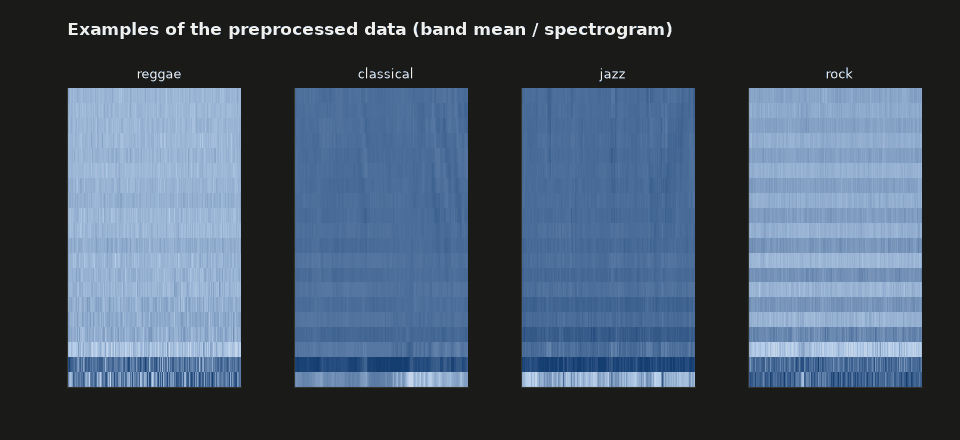 Examples of the preprocessed data (band mean / spectrogram)
reggae
classical
jazz
rock